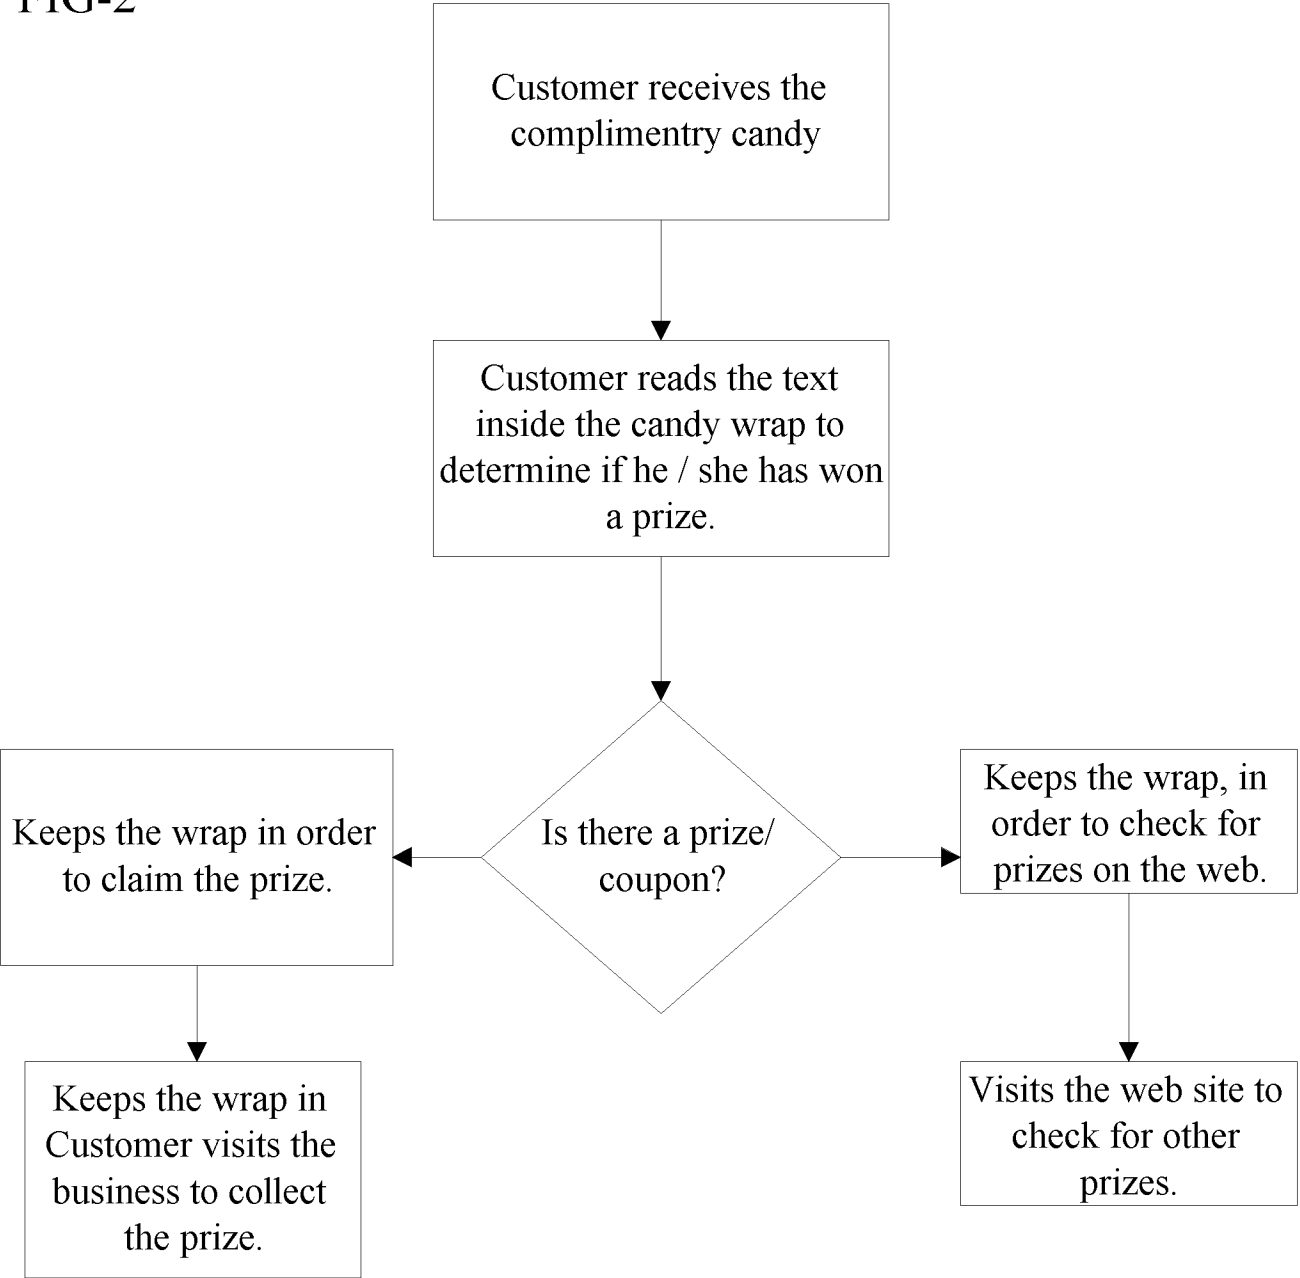 FIG-2
Customer receives the
complimentry candy
Customer reads the text
inside the candy wrap to
determine if he / she has won
a prize.
Is there a prize/
coupon?
Keeps the wrap in order
to claim the prize.
Keeps the wrap, in
order to check for
prizes on the web.
Keeps the wrap in
Customer visits the
business to collect
the prize.
Visits the web site to
check for other
prizes.